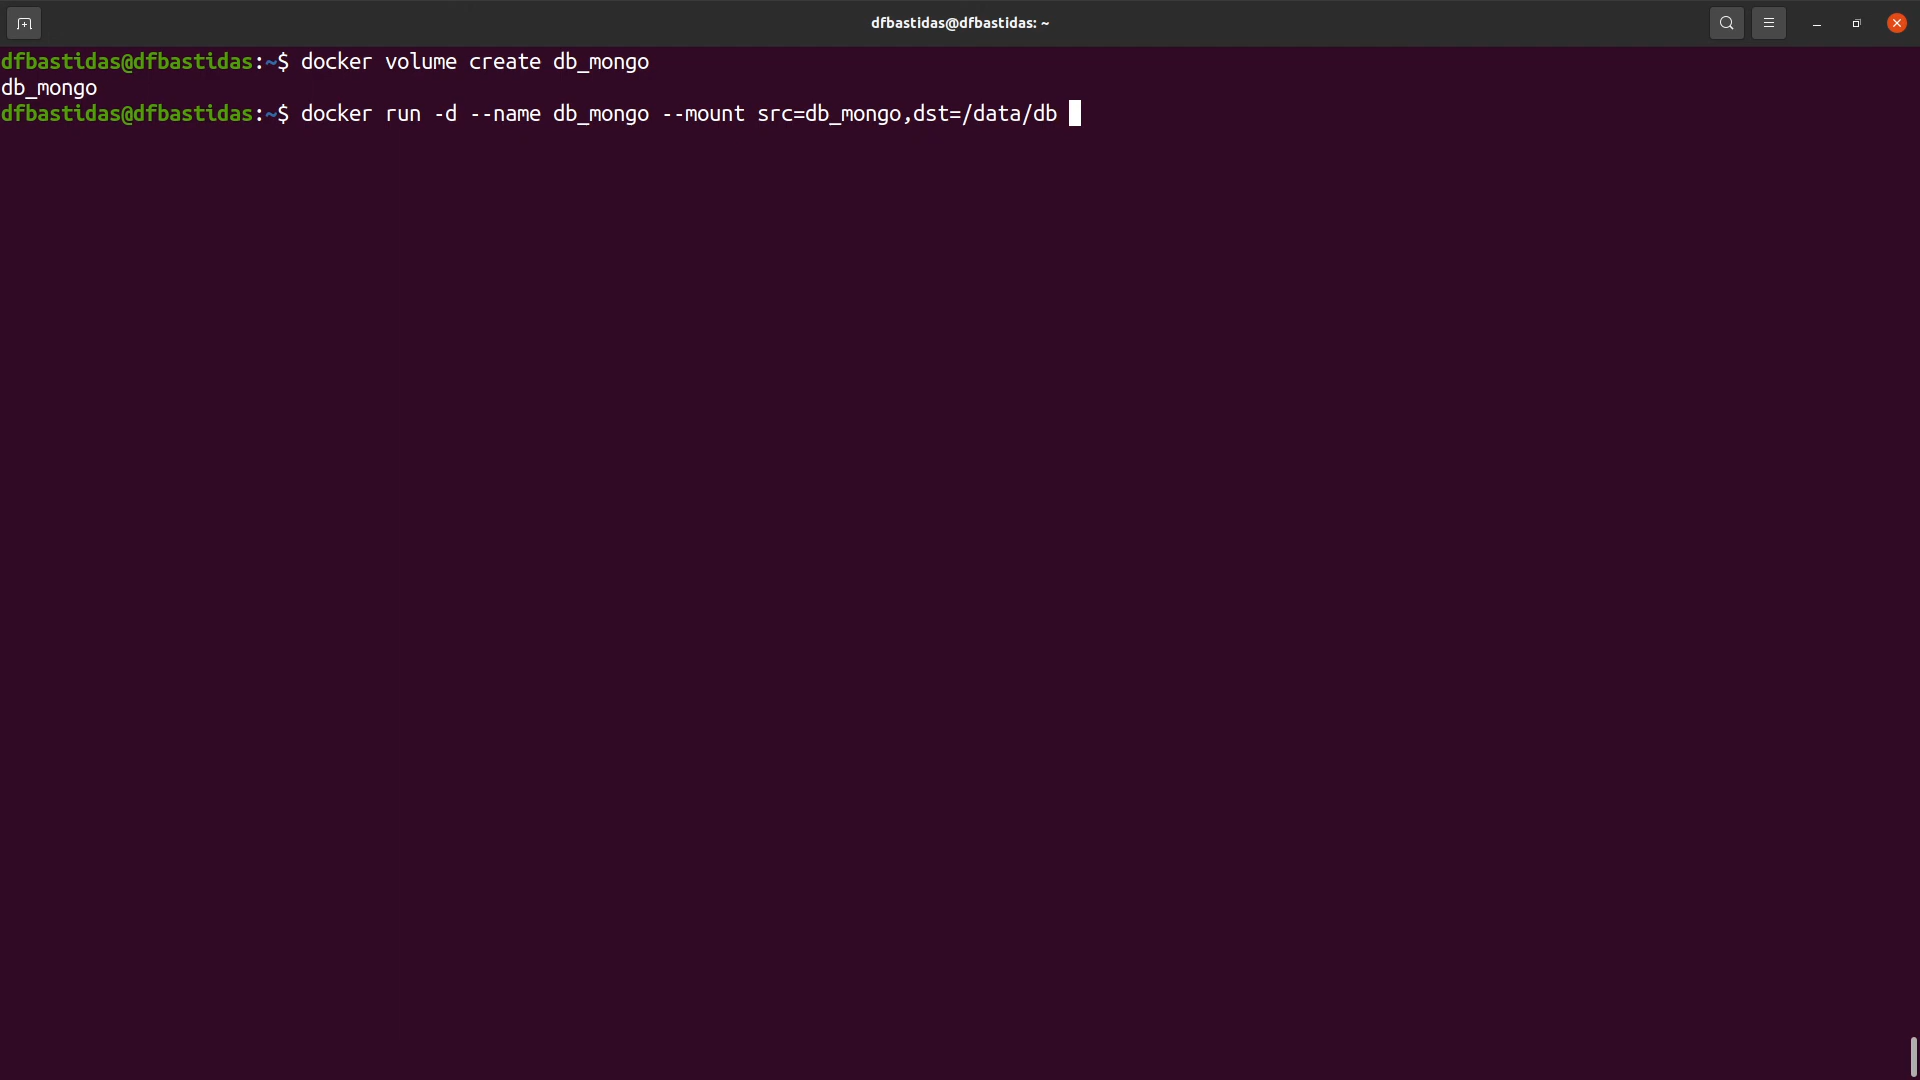 dfbastidas@dfbastidas: ~
dfbastidas@dfbastidas:~$ docker volume create db_mongo
db_mongo
dfbastidas@dfbastidas:~$ docker run -d --name db_mongo --mount src=db_mongo,dst=/data/db